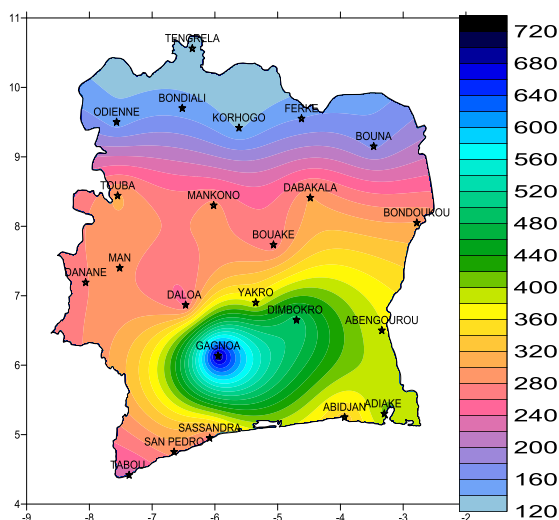 TENGRELA
BONDIALI
ODIENNE
KORHOGO
FERKE
BOUNA
TOUBA
MANKONO
DABAKALA
BONDOUKOU
BOUAKE
MAN
DANANE
DALOA
YAKRO
DIMBOKRO
ABENGOUROU
GAGNOA
ABIDJAN
ADIAKE
SASSANDRA
SAN PEDRO
TABOU
11
10
9
8
7
6
5
4
-9
-8
-7
-6
-5
-4
-3
-2
720
680
640
600
560
520
480
440
400
360
320
280
240
200
160
120